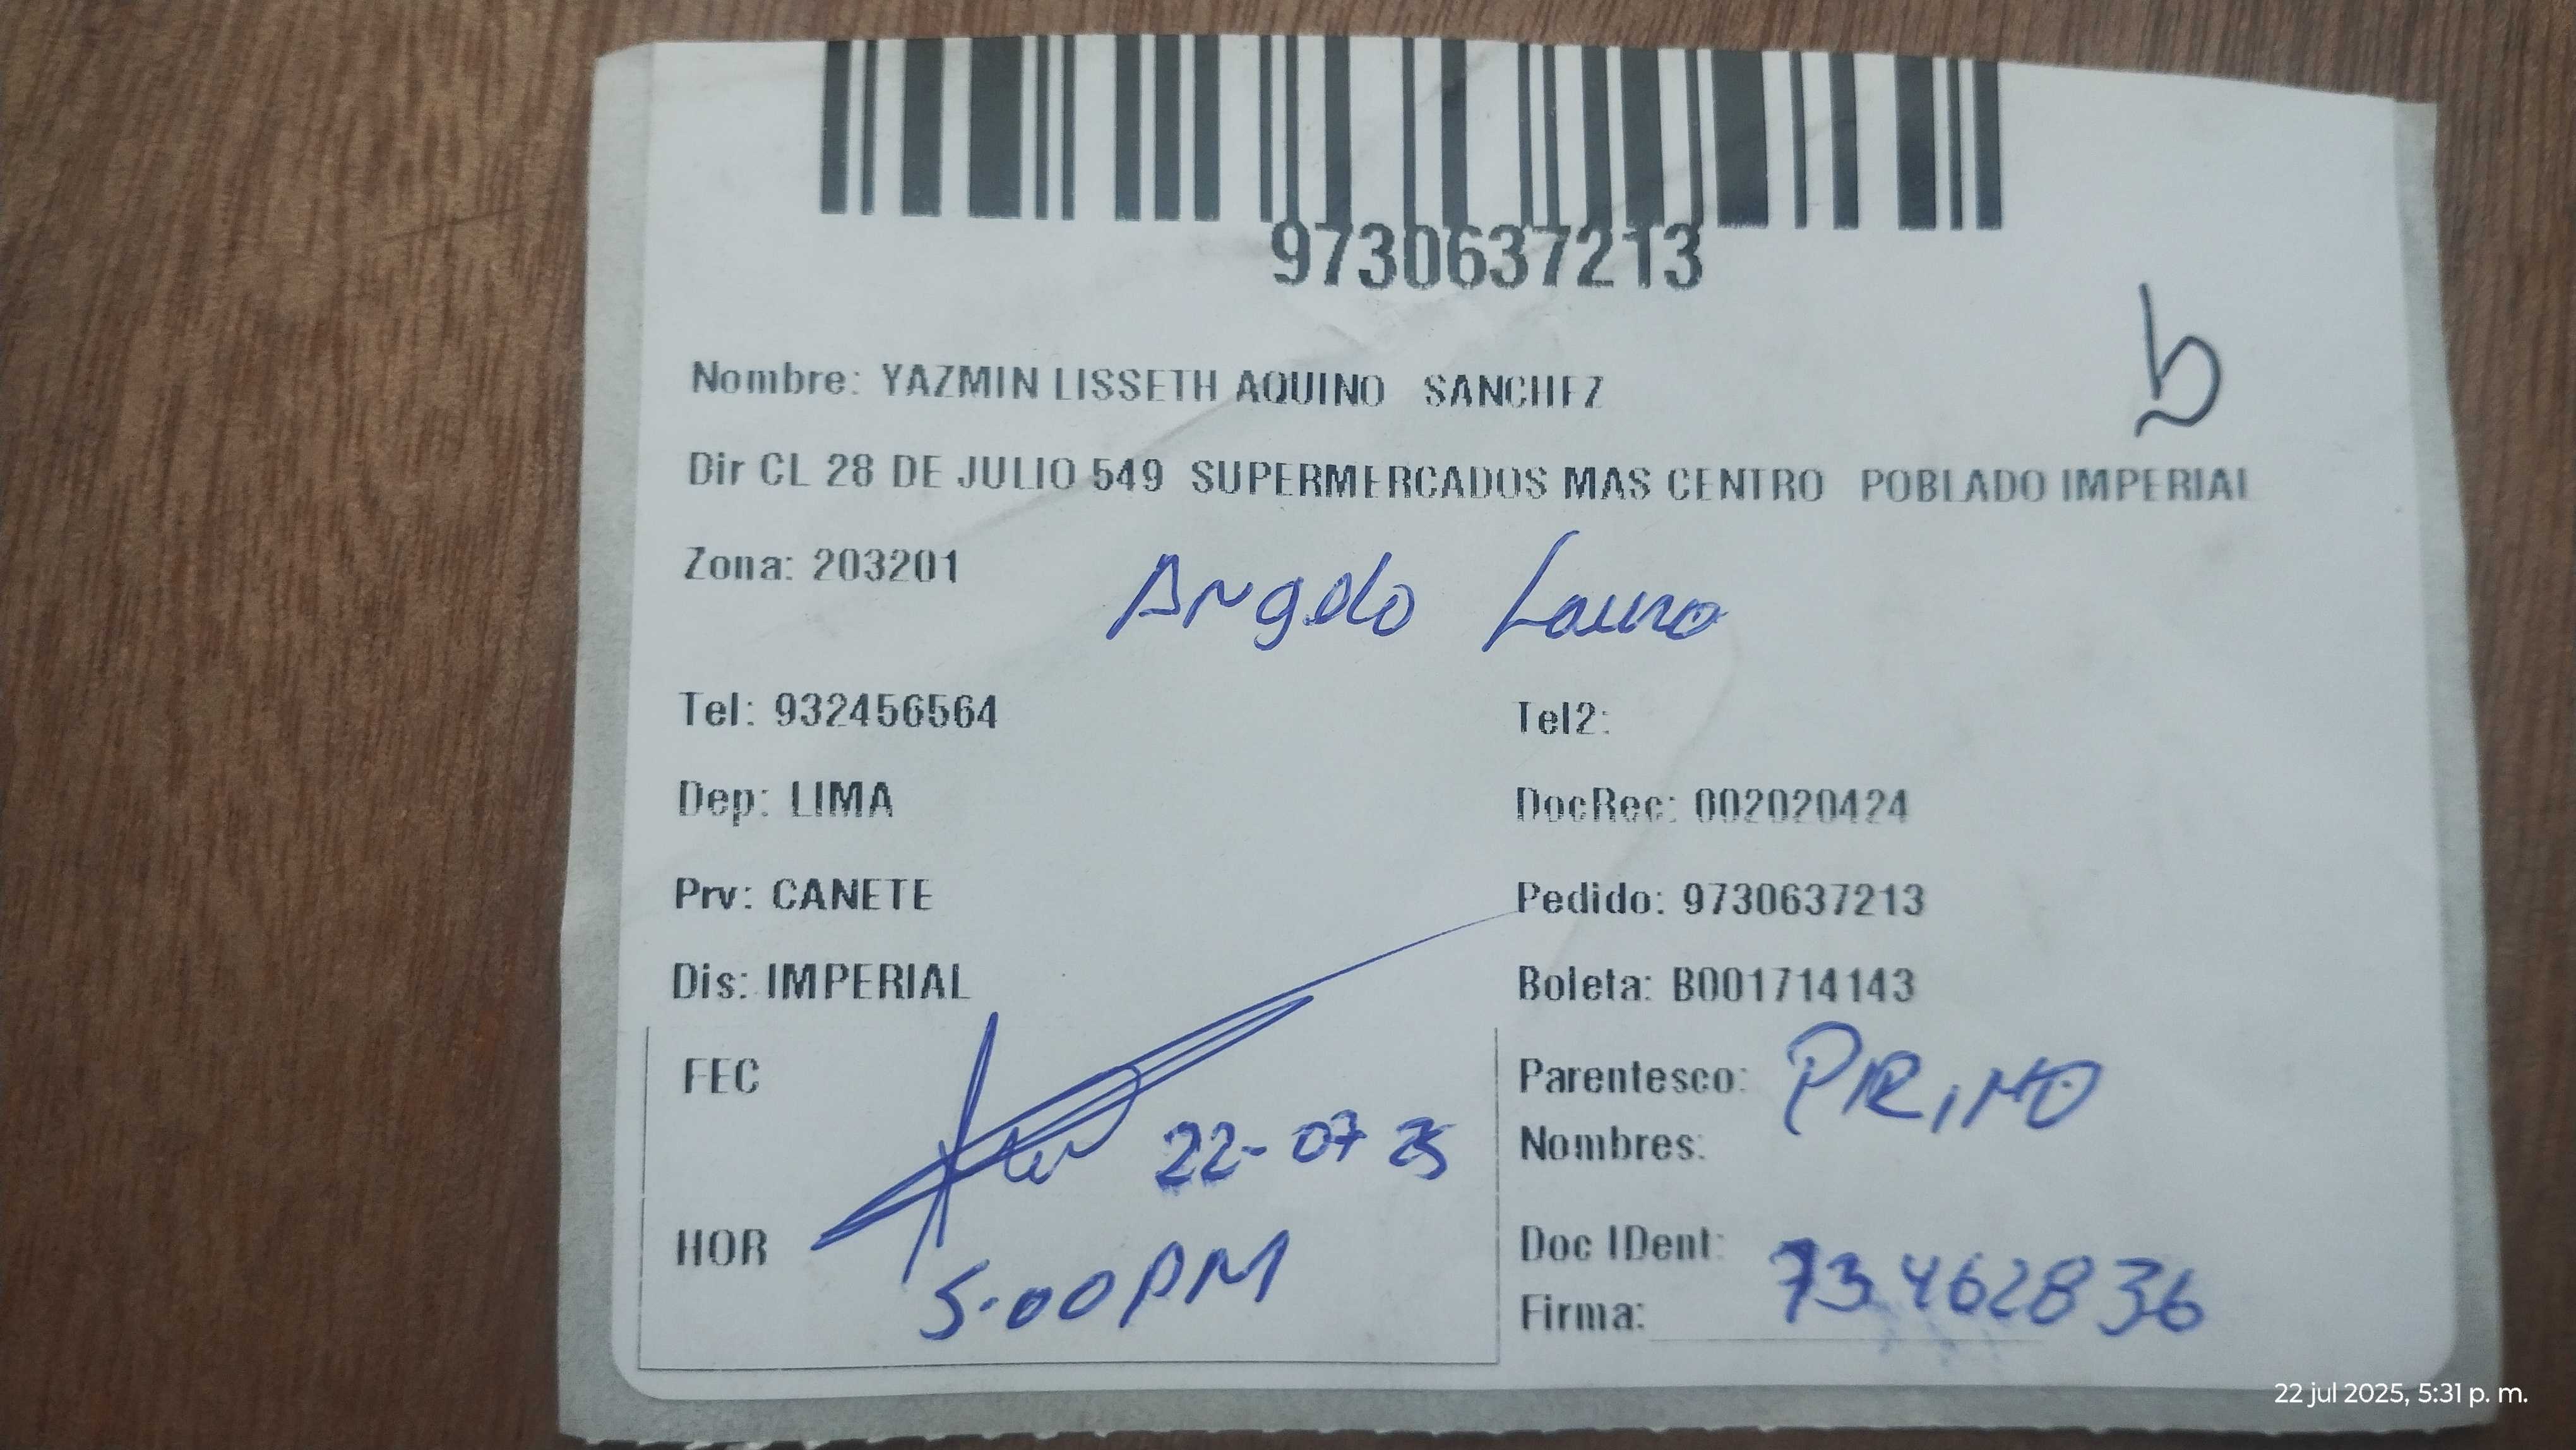 9730637213
b
Nombre: YAZMIN LISSETH AQUINO SANCHEZ
Dir CL 28 DE JULIO 549 SUPERMERCADOS MAS CENTRO POBLADO IMPERIAL
Zona: 203201
Angelo Lauro
Tel: 932456564 Tel2:
Dep: LIMA DocRec: 002020424
Prv: CANETE Pedido: 9730637213
Dis: IMPERIAL Boleta: B001714143
FEC 22-07 25
Parentesco: PRIMO
Nombres:
HOR 5:00 PM
Doc IDent: 73462836
Firma:
22 jul 2025, 5:31 p. m.